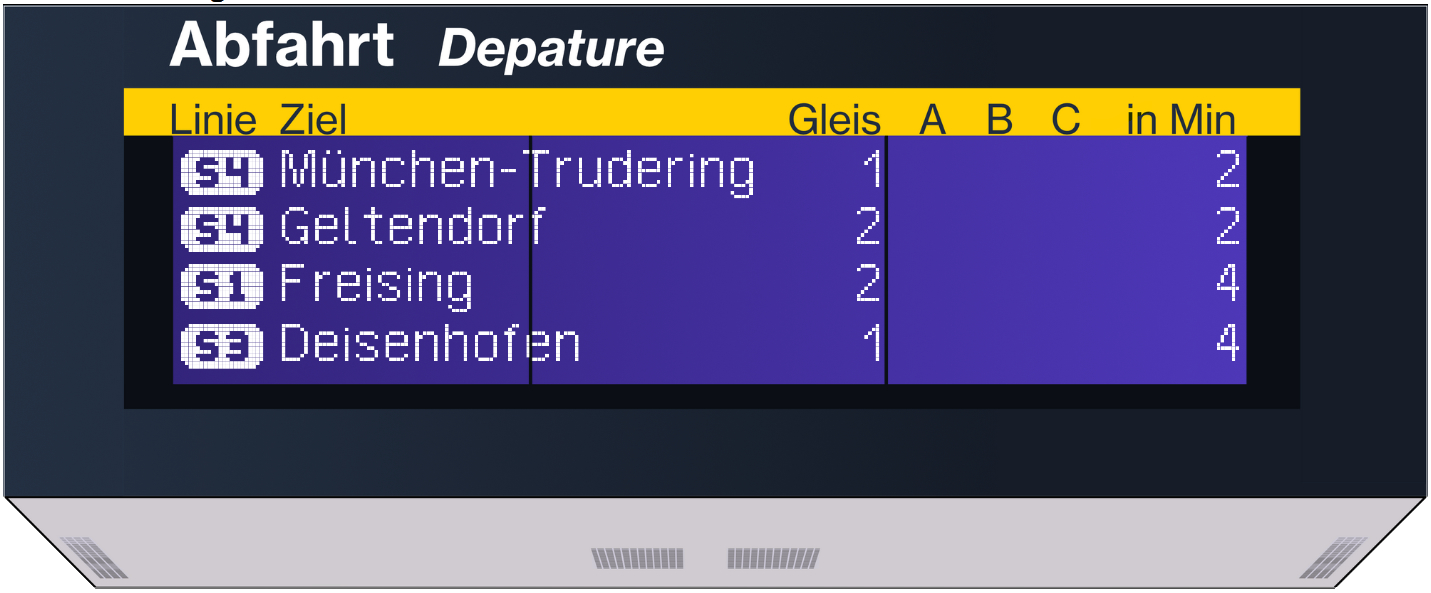 Abfahrt Depature
Linie Ziel Gleis A B C in Min
S4 München-Trudering 1 2
S4 Geltendorf 2 2
S1 Freising 2 4
S3 Deisenhofen 1 4